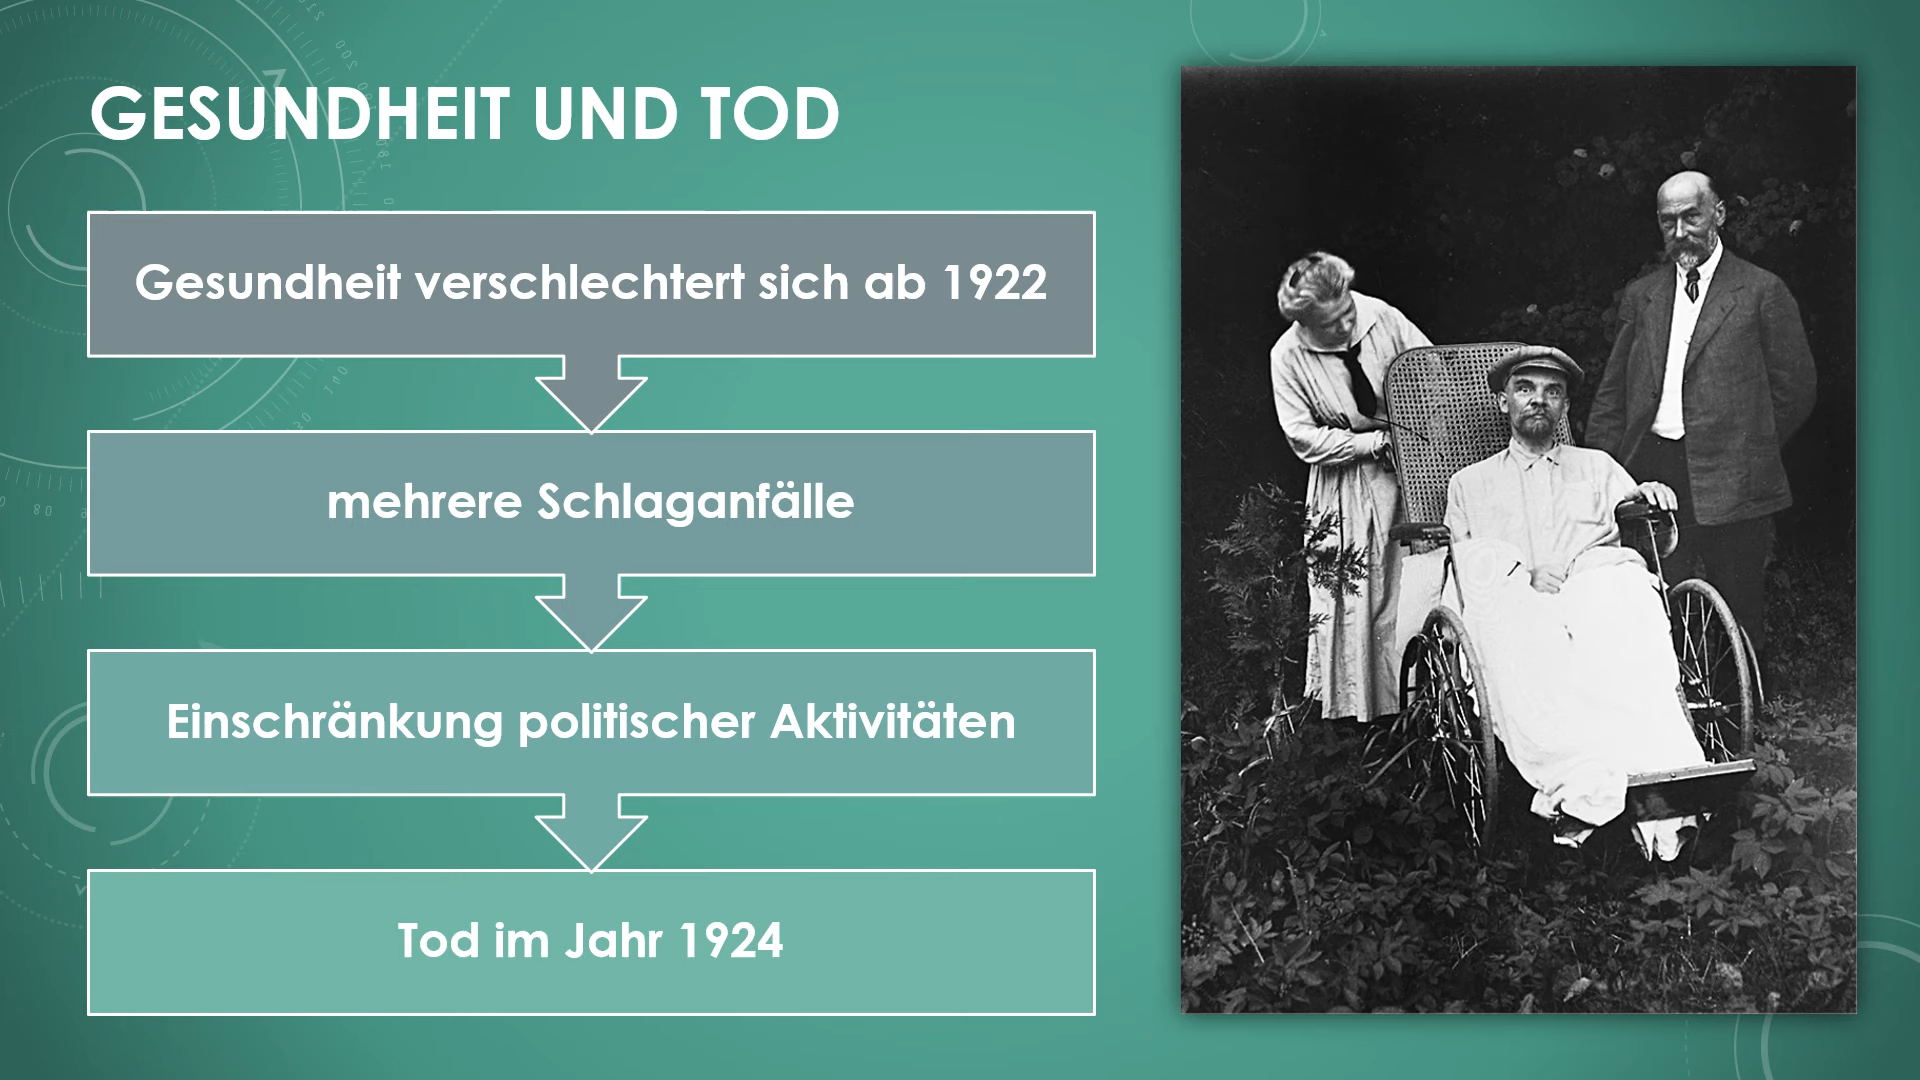 GESUNDHEIT UND TOD
Gesundheit verschlechtert sich ab 1922
mehrere Schlaganfälle
Einschränkung politischer Aktivitäten
Tod im Jahr 1924